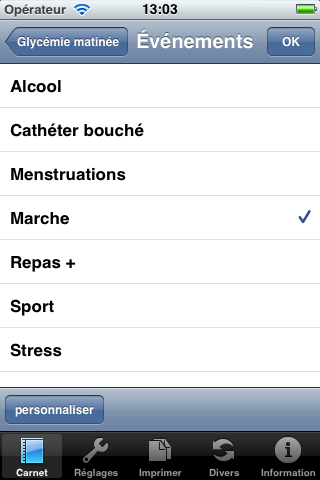 Opérateur 13:03
Glycémie matinée Événements OK
Alcool
Cathéter bouché
Menstruations
Marche
Repas +
Sport
Stress
personnaliser
Carnet Réglages Imprimer Divers Information